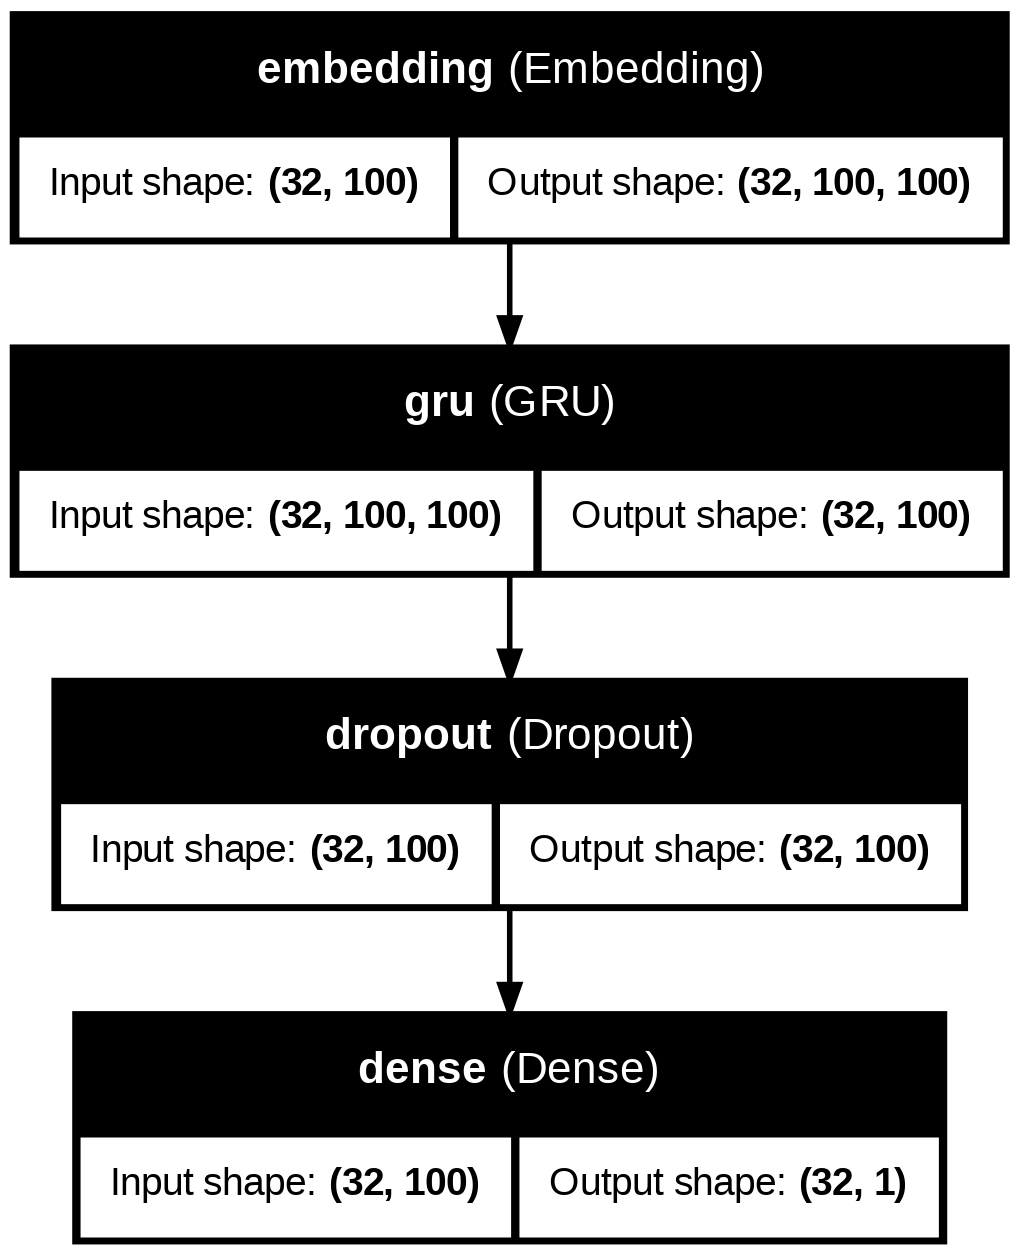 embedding (Embedding)
Input shape: (32, 100) Output shape: (32, 100, 100)
gru (GRU)
Input shape: (32, 100, 100) Output shape: (32, 100)
dropout (Dropout)
Input shape: (32, 100) Output shape: (32, 100)
dense (Dense)
Input shape: (32, 100) Output shape: (32, 1)